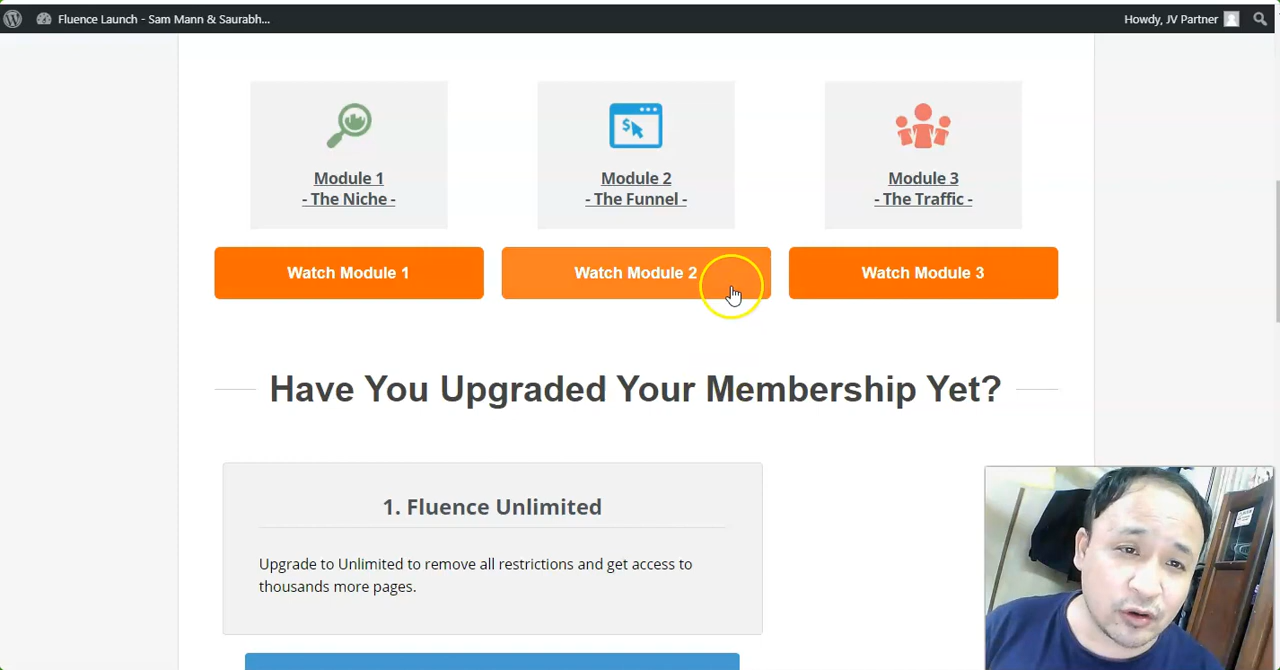 Fluence Launch - Sam Mann & Saurabh...
Howdy, JV Partner
Module 1
- The Niche -
Module 2
- The Funnel -
Module 3
- The Traffic -
Watch Module 1
Watch Module 2
Watch Module 3
Have You Upgraded Your Membership Yet?
1. Fluence Unlimited
Upgrade to Unlimited to remove all restrictions and get access to
thousands more pages.